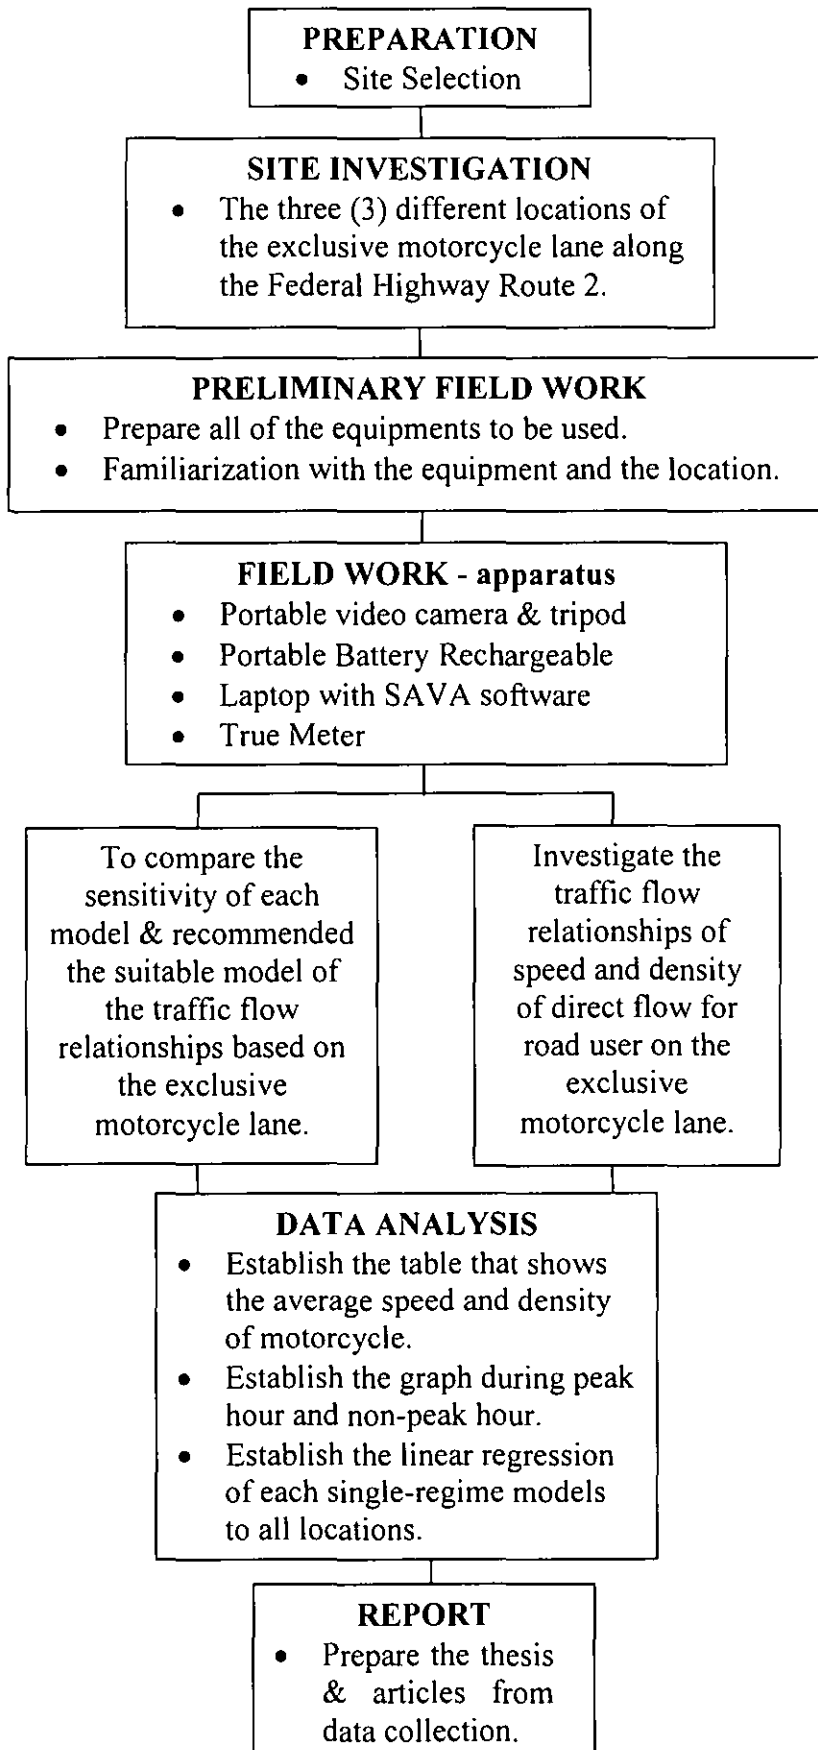 PREPARATION
• Site Selection
SITE INVESTIGATION
• The three (3) different locations of
the exclusive motorcycle lane along
the Federal Highway Route 2.
PRELIMINARY FIELD WORK
• Prepare all of the equipments to be used.
• Familiarization with the equipment and the location.
FIELD WORK - apparatus
• Portable video camera & tripod
• Portable Battery Rechargeable
• Laptop with SAVA software
• True Meter
To compare the
sensitivity of each
model & recommended
the suitable model of
the traffic flow
relationships based on
the exclusive
motorcycle lane.
Investigate the
traffic flow
relationships of
speed and density
of direct flow for
road user on the
exclusive
motorcycle lane.
DATA ANALYSIS
• Establish the table that shows
the average speed and density
of motorcycle.
• Establish the graph during peak
hour and non-peak hour.
• Establish the linear regression
of each single-regime models
to all locations.
REPORT
• Prepare the thesis
& articles from
data collection.